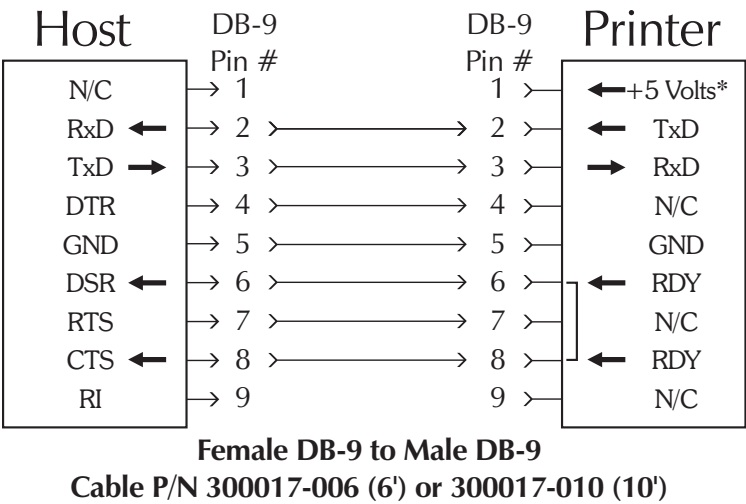 Host DB-9 Pin # DB-9 Pin # Printer
N/C 1 1 +5 Volts*
RxD 2 2 TxD
TxD 3 3 RxD
DTR 4 4 N/C
GND 5 5 GND
DSR 6 6 RDY
RTS 7 7 N/C
CTS 8 8 RDY
RI 9 9 N/C
Female DB-9 to Male DB-9
Cable P/N 300017-006 (6') or 300017-010 (10')